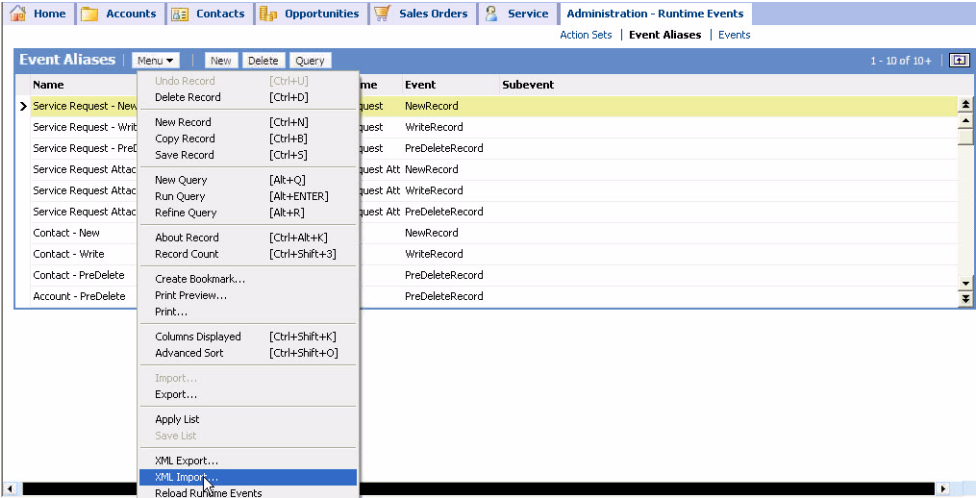 Home Accounts Contacts Opportunities Sales Orders Service Administration - Runtime Events
Action Sets | Event Aliases | Events
Event Aliases | Menu ▼ | New Delete Query 1 - 10 of 10+
Name me Event Subevent
Service Request - New quest NewRecord
Service Request - Writ quest WriteRecord
Service Request - PreD quest PreDeleteRecord
Service Request Attac quest Att NewRecord
Service Request Attac quest Att WriteRecord
Service Request Attac quest Att PreDeleteRecord
Contact - New NewRecord
Contact - Write WriteRecord
Contact - PreDelete PreDeleteRecord
Account - PreDelete PreDeleteRecord
Undo Record [Ctrl+U]
Delete Record [Ctrl+D]
New Record [Ctrl+N]
Copy Record [Ctrl+B]
Save Record [Ctrl+S]
New Query [Alt+Q]
Run Query [Alt+ENTER]
Refine Query [Alt+R]
About Record [Ctrl+Alt+K]
Record Count [Ctrl+Shift+3]
Create Bookmark...
Print Preview...
Print...
Columns Displayed [Ctrl+Shift+K]
Advanced Sort [Ctrl+Shift+O]
Import...
Export...
Apply List
Save List
XML Export...
XML Import...
Reload Runtime Events